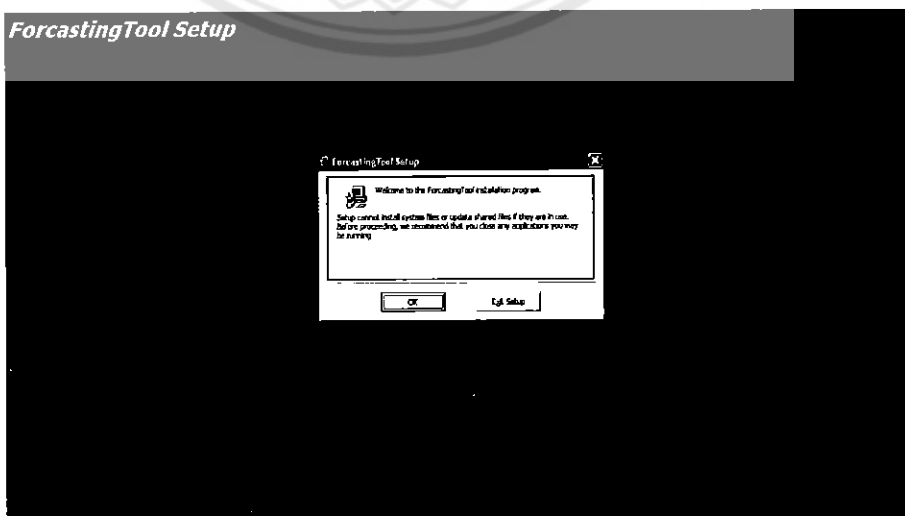 ForcastingTool Setup
ForcastingTool Setup
Welcome to the ForcastingTool installation program.
Setup cannot install system files or update shared files if they are in use.
Before proceeding, we recommend that you close any applications you may
be running
OK
Exit Setup